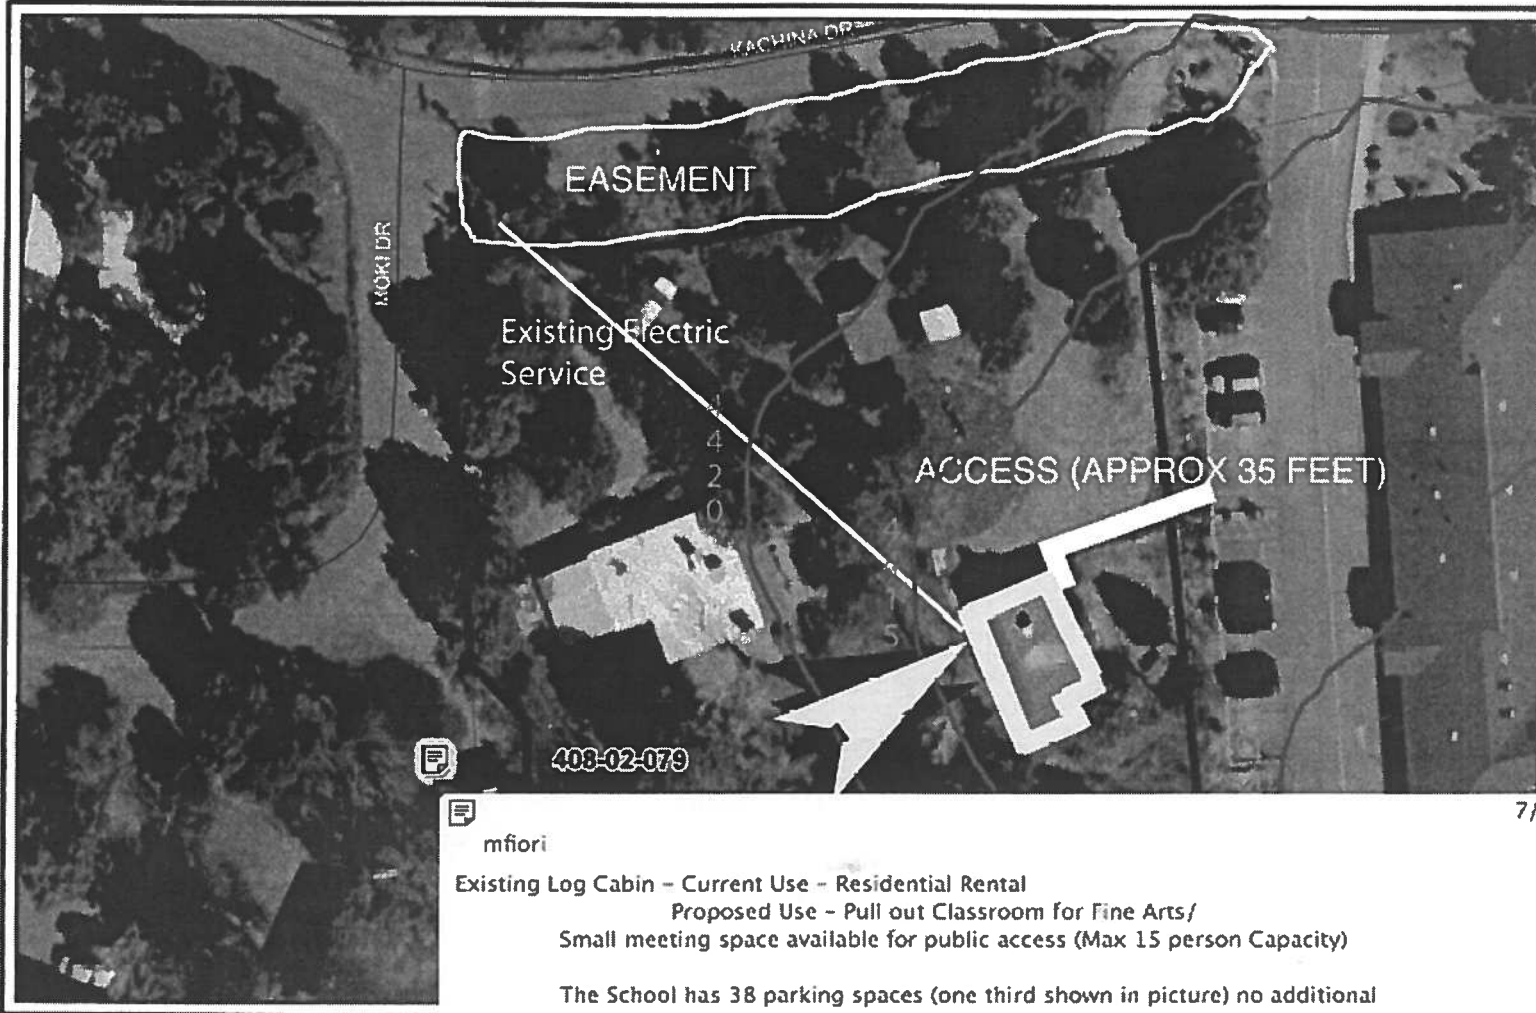 KACHINA DR
EASEMENT
MOKI DR
Existing Electric
Service
4420
ACCESS (APPROX 35 FEET)
S
408-02-079
7/
mfiori
Existing Log Cabin – Current Use – Residential Rental
Proposed Use – Pull out Classroom for Fine Arts/
Small meeting space available for public access (Max 15 person Capacity)
The School has 38 parking spaces (one third shown in picture) no additional